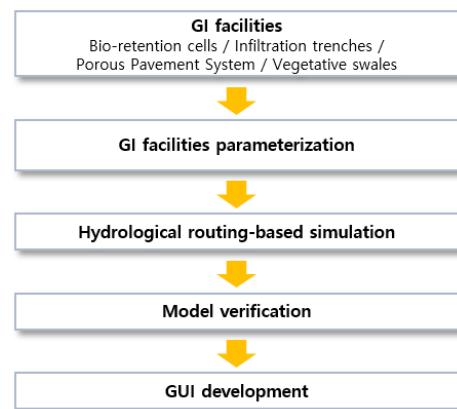 GI facilities
Bio-retention cells / Infiltration trenches /
Porous Pavement System / Vegetative swales
GI facilities parameterization
Hydrological routing-based simulation
Model verification
GUI development